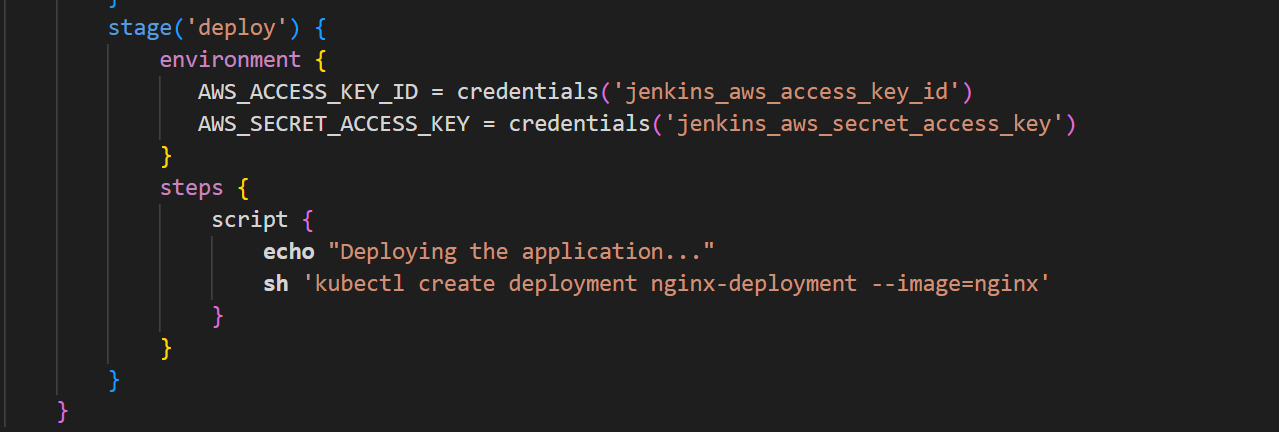 }
stage('deploy') {
environment {
AWS_ACCESS_KEY_ID = credentials('jenkins_aws_access_key_id')
AWS_SECRET_ACCESS_KEY = credentials('jenkins_aws_secret_access_key')
}
steps {
script {
echo "Deploying the application..."
sh 'kubectl create deployment nginx-deployment --image=nginx'
}
}
}
}